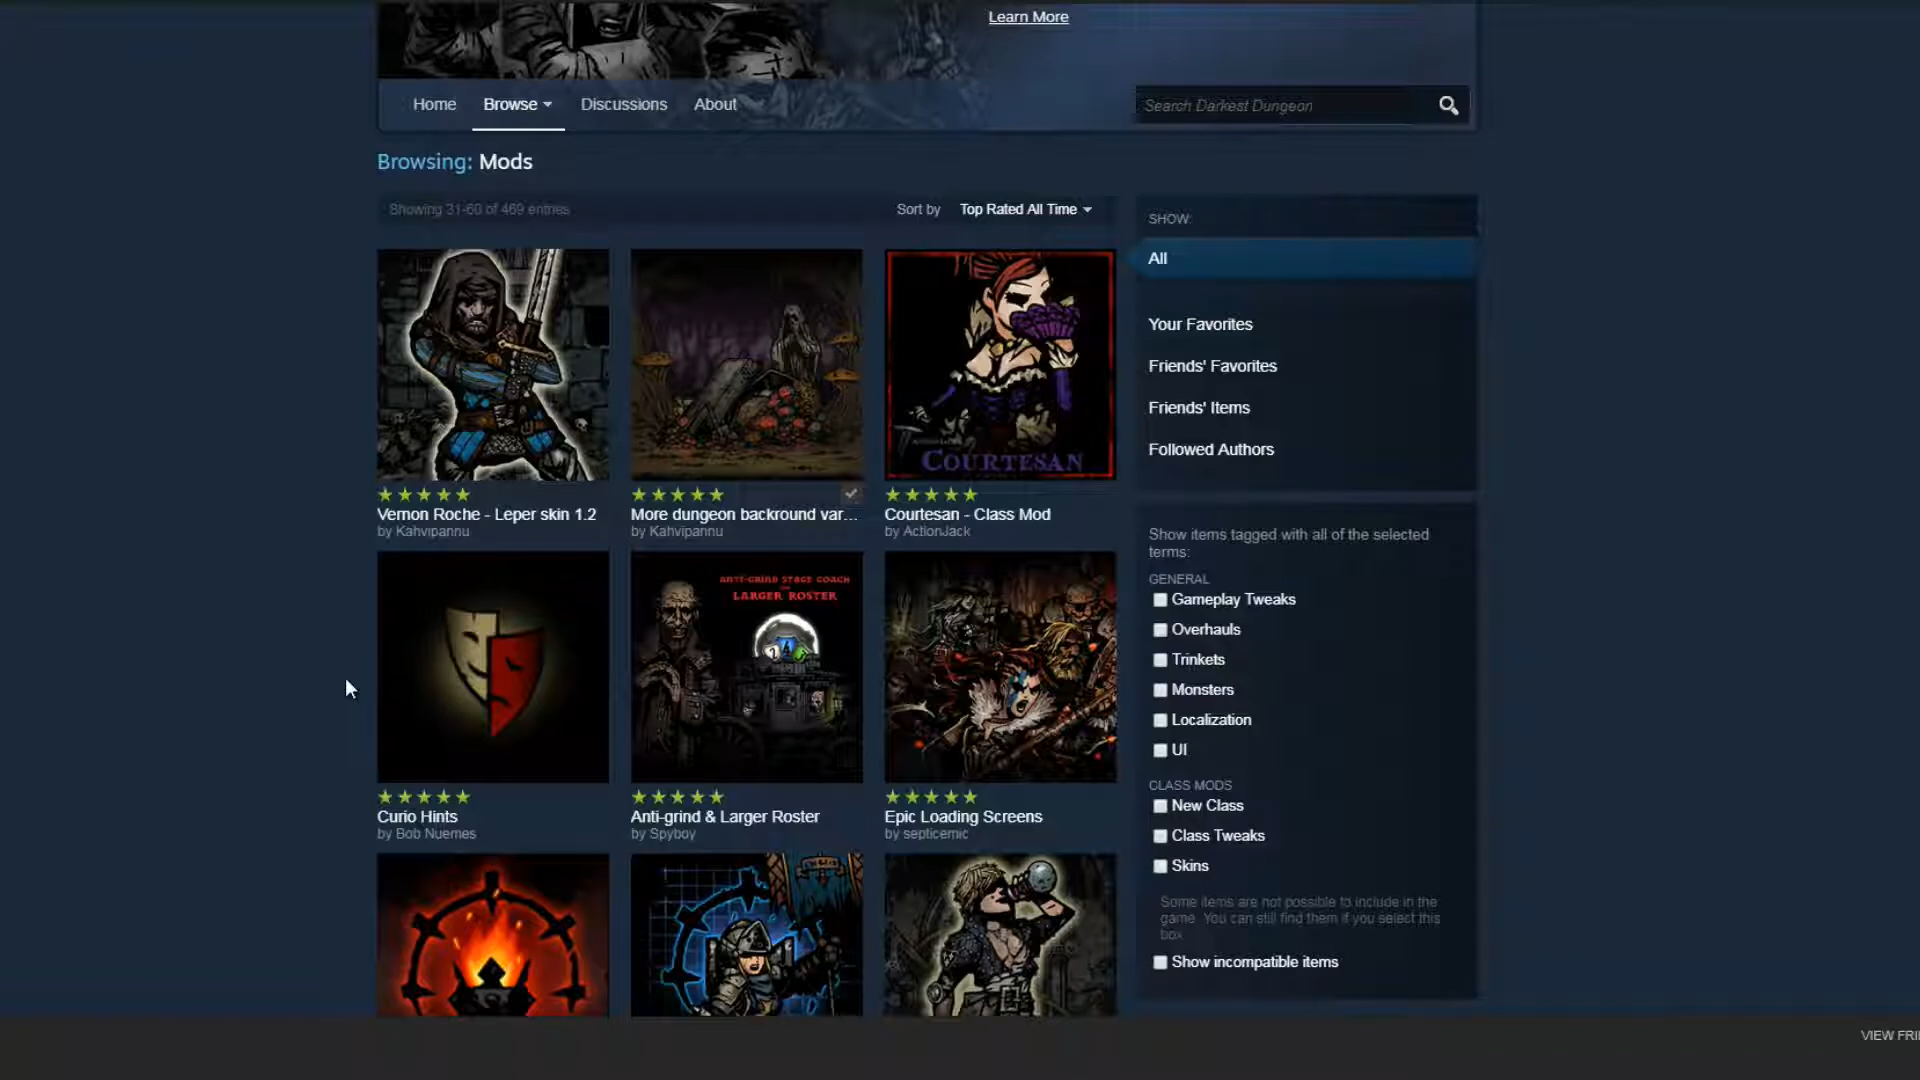 Learn More
Home
Browse
Discussions
About
Search Darkest Dungeon
Browsing: Mods
Showing 31-60 of 469 entries
Sort by
Top Rated All Time
SHOW:
All
Your Favorites
Friends' Favorites
Friends' Items
Followed Authors
COURTESAN
Vernon Roche - Leper skin 1.2
by Kahvipannu
More dungeon backround var...
by Kahvipannu
Courtesan - Class Mod
by ActionJack
Show items tagged with all of the selected
terms:
GENERAL
Gameplay Tweaks
Overhauls
Trinkets
Monsters
Localization
UI
CLASS MODS
New Class
Class Tweaks
Skins
Some items are not possible to include in the
game. You can still find them if you select this
box
Show incompatible items
ANTI-GRIND STAGE COACH
LARGER ROSTER
Curio Hints
by Bob Nuemes
Anti-grind & Larger Roster
by Spyboy
Epic Loading Screens
by septicemic
VIEW FRI